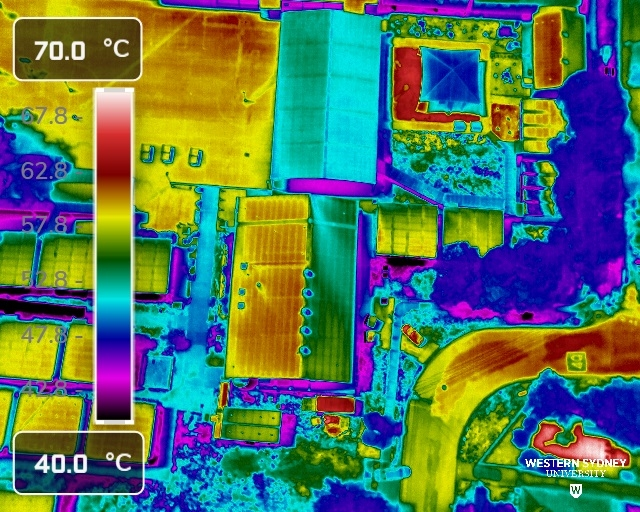 70.0 °C
67.8 -
62.8 -
57.8 -
52.8 -
47.8 -
42.8 -
40.0 °C
WESTERN SYDNEY
UNIVERSITY
W